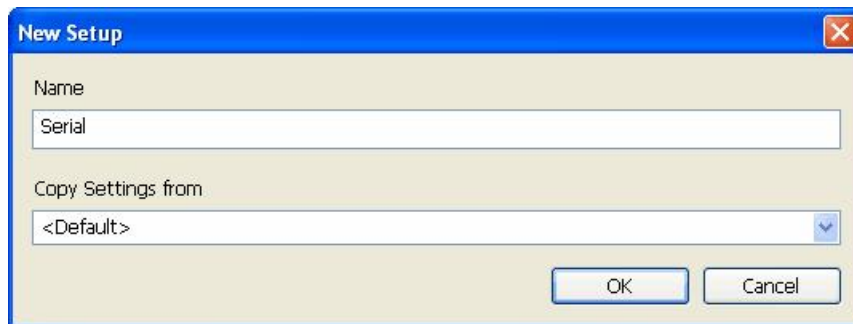 New Setup
Name
Serial
Copy Settings from
<Default>
OK Cancel